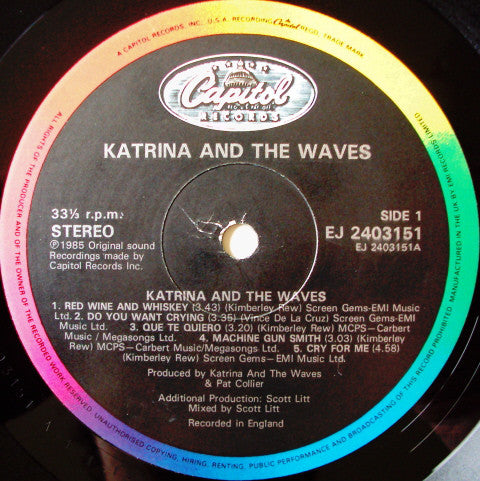 A CAPITOL RECORDS, INC., U.S.A. RECORDING Capitol REGD. TRADE MARK
Capitol
RECORDS
KATRINA AND THE WAVES
33⅓ r.p.m.
STEREO
℗1985 Original sound
Recordings made by
Capitol Records Inc.
SIDE 1
EJ 2403151
EJ 2403151A
KATRINA AND THE WAVES
1. RED WINE AND WHISKEY (3.43) (Kimberley Rew) Screen Gems-EMI Music
Ltd. 2. DO YOU WANT CRYING (3.35) (Vince De La Cruz) Screen Gems-EMI
Music Ltd. 3. QUE TE QUIERO (3.20) (Kimberley Rew) MCPS—Carbert
Music / Megasongs Ltd. 4. MACHINE GUN SMITH (3.03) (Kimberley
Rew) MCPS—Carbert Music/Megasongs Ltd. 5. CRY FOR ME (4.58)
(Kimberley Rew) Screen Gems—EMI Music Ltd.
Produced by Katrina And The Waves
& Pat Collier
Additional Production: Scott Litt
Mixed by Scott Litt
Recorded in England
ALL RIGHTS OF THE PRODUCER AND OF THE OWNER OF THE RECORDED WORK RESERVED. UNAUTHORISED COPYING, HIRING, RENTING, PUBLIC PERFORMANCE AND BROADCASTING OF THIS RECORD PROHIBITED. MANUFACTURED IN THE U.K. BY EMI RECORDS LIMITED